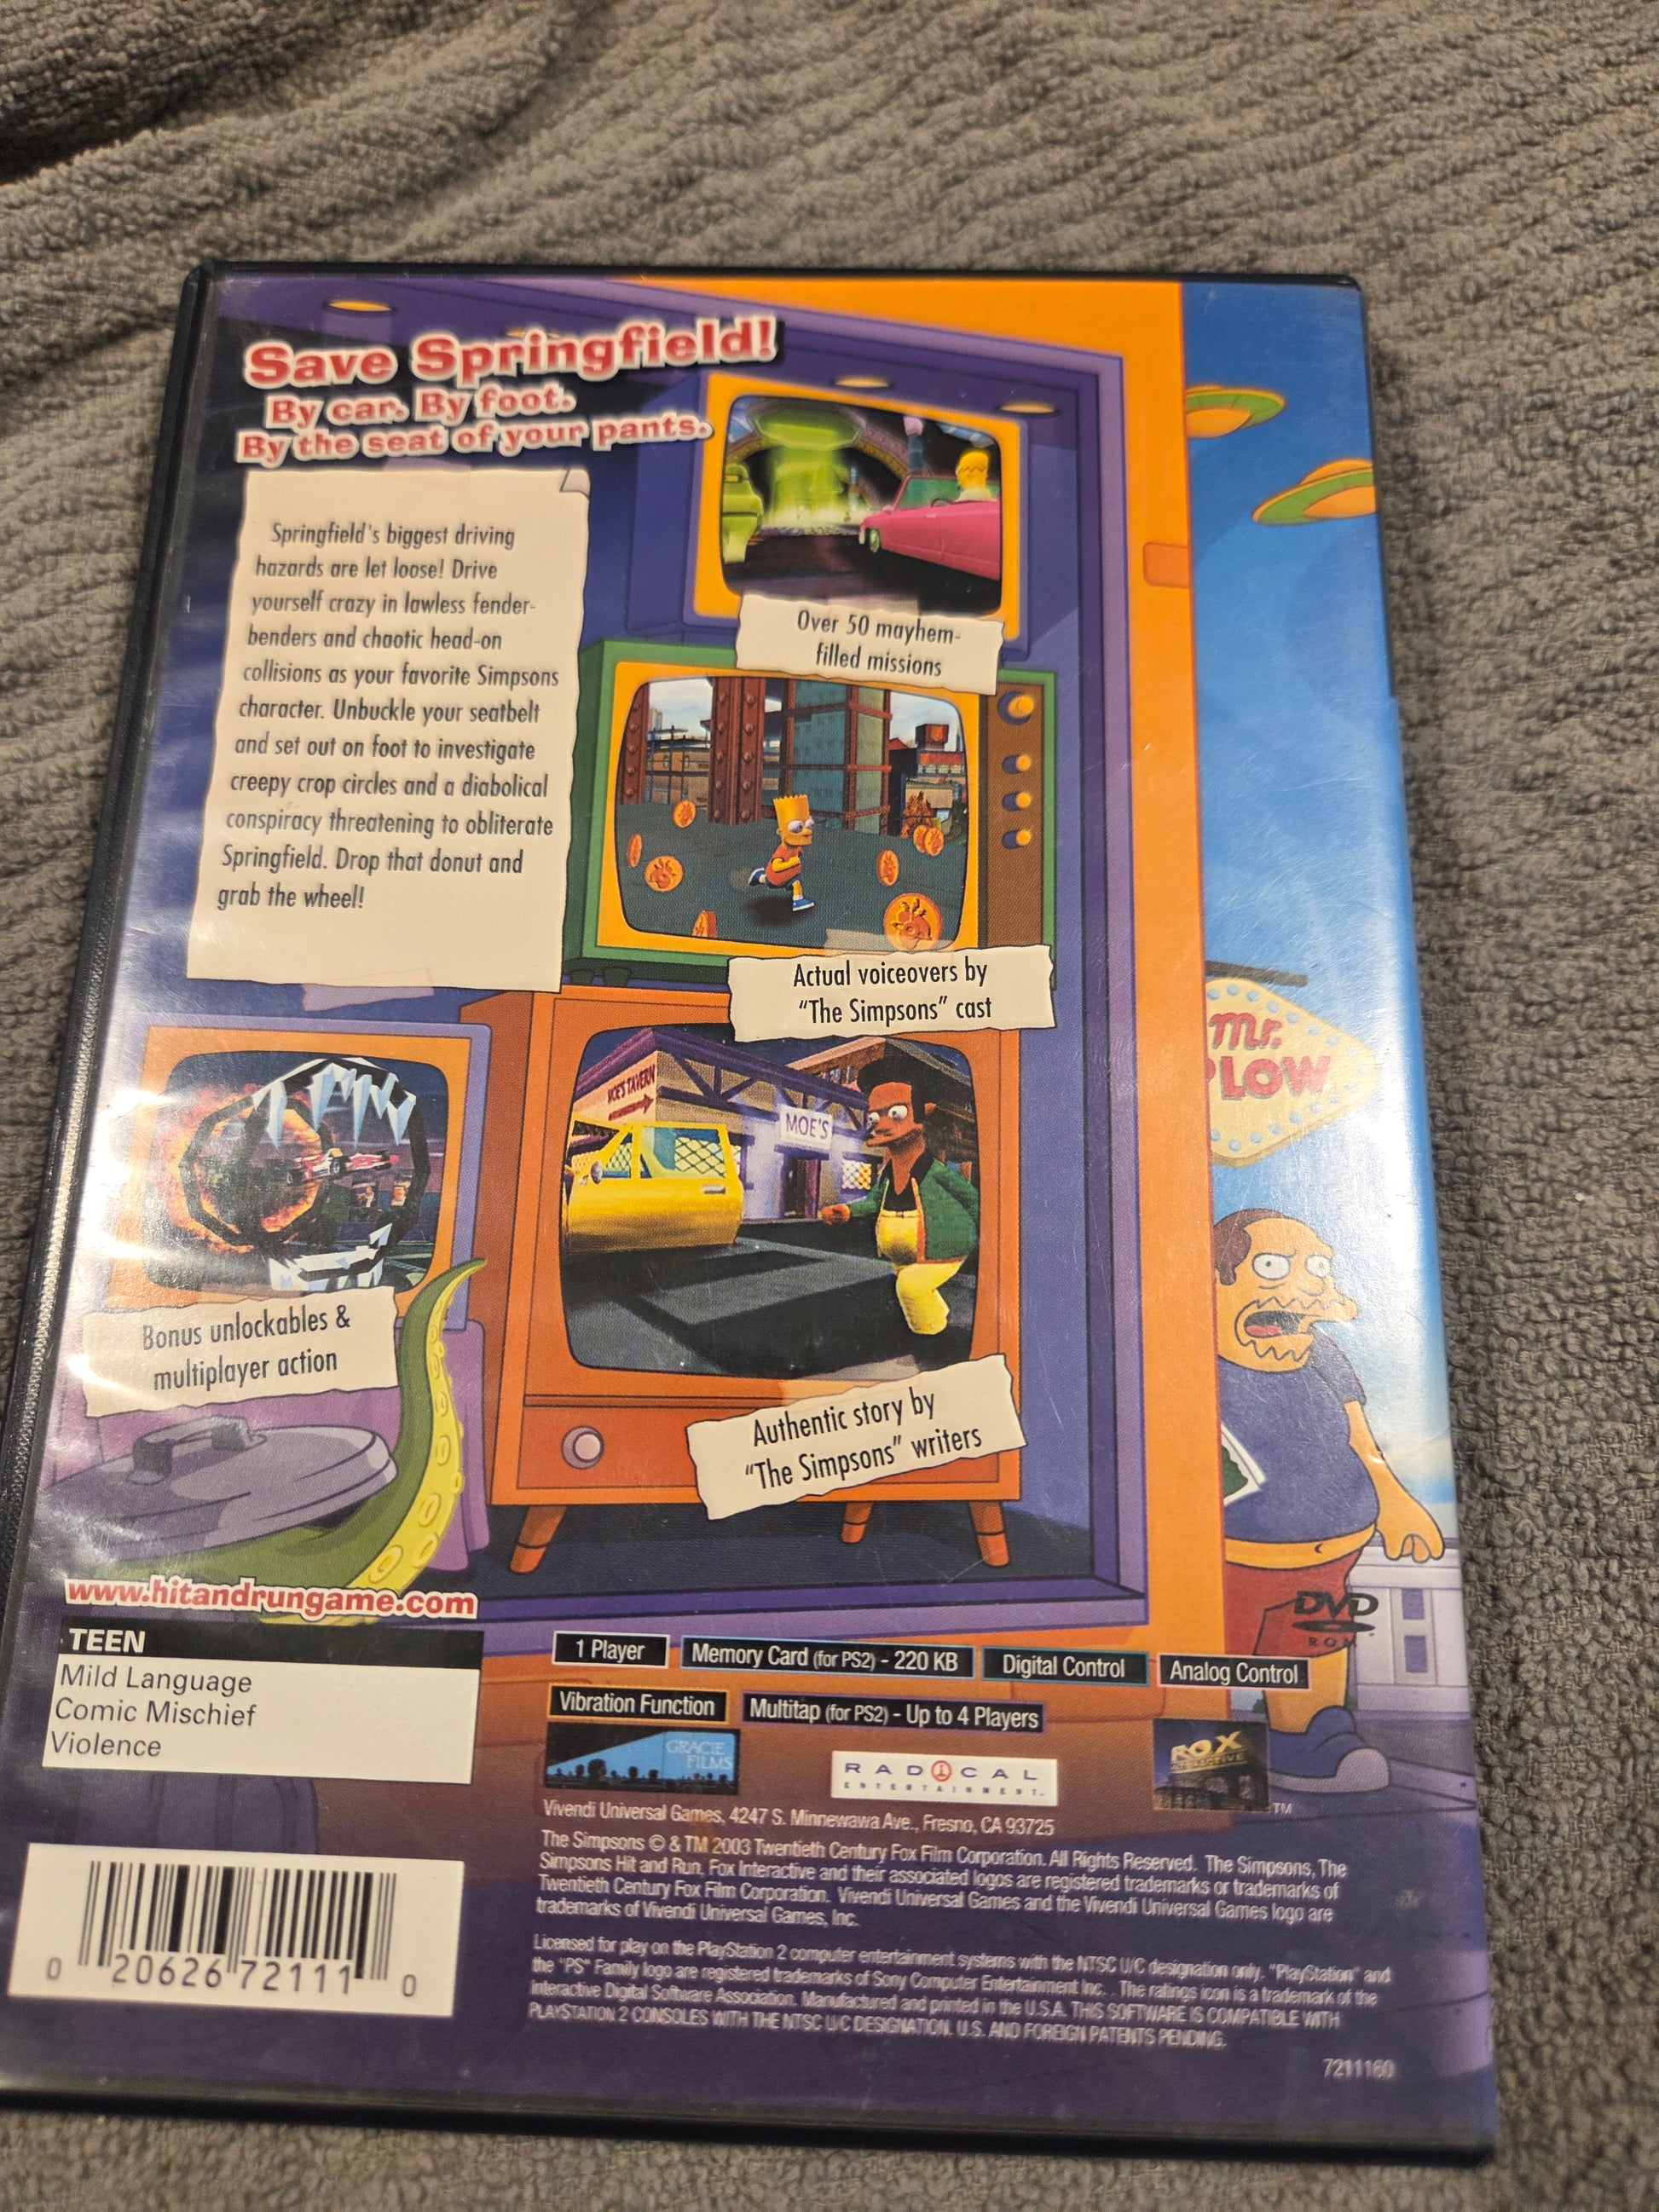 Save Springfield!
By car. By foot.
By the seat of your pants.
Springfield's biggest driving
hazards are let loose! Drive
yourself crazy in lawless fender-
benders and chaotic head-on
collisions as your favorite Simpsons
character. Unbuckle your seatbelt
and set out on foot to investigate
creepy crop circles and a diabolical
conspiracy threatening to obliterate
Springfield. Drop that donut and
grab the wheel!
Over 50 mayhem-
filled missions
Actual voiceovers by
"The Simpsons" cast
Mr.
PLOW
MOE'S TAVERN
MOE'S
Bonus unlockables &
multiplayer action
Authentic story by
"The Simpsons" writers
www.hitandrungame.com
TEEN
Mild Language
Comic Mischief
Violence
DVD
ROM
1 Player
Memory Card (for PS2) - 220 KB
Digital Control
Analog Control
Vibration Function
Multitap (for PS2) - Up to 4 Players
GRACIE
FILMS
RADICAL
ENTERTAINMENT
FOX
INTERACTIVE
TM
Vivendi Universal Games, 4247 S. Minnewawa Ave., Fresno, CA 93725
The Simpsons © & TM 2003 Twentieth Century Fox Film Corporation. All Rights Reserved. The Simpsons, The
Simpsons Hit and Run, Fox Interactive and their associated logos are registered trademarks or trademarks of
Twentieth Century Fox Film Corporation. Vivendi Universal Games and the Vivendi Universal Games logo are
trademarks of Vivendi Universal Games, Inc.
Licensed for play on the PlayStation 2 computer entertainment systems with the NTSC U/C designation only. "PlayStation" and
the "PS" Family logo are registered trademarks of Sony Computer Entertainment Inc. . The ratings icon is a trademark of the
Interactive Digital Software Association. Manufactured and printed in the U.S.A. THIS SOFTWARE IS COMPATIBLE WITH
PLAYSTATION 2 CONSOLES WITH THE NTSC U/C DESIGNATION. U.S. AND FOREIGN PATENTS PENDING.
0 20626 72111 0
7211160